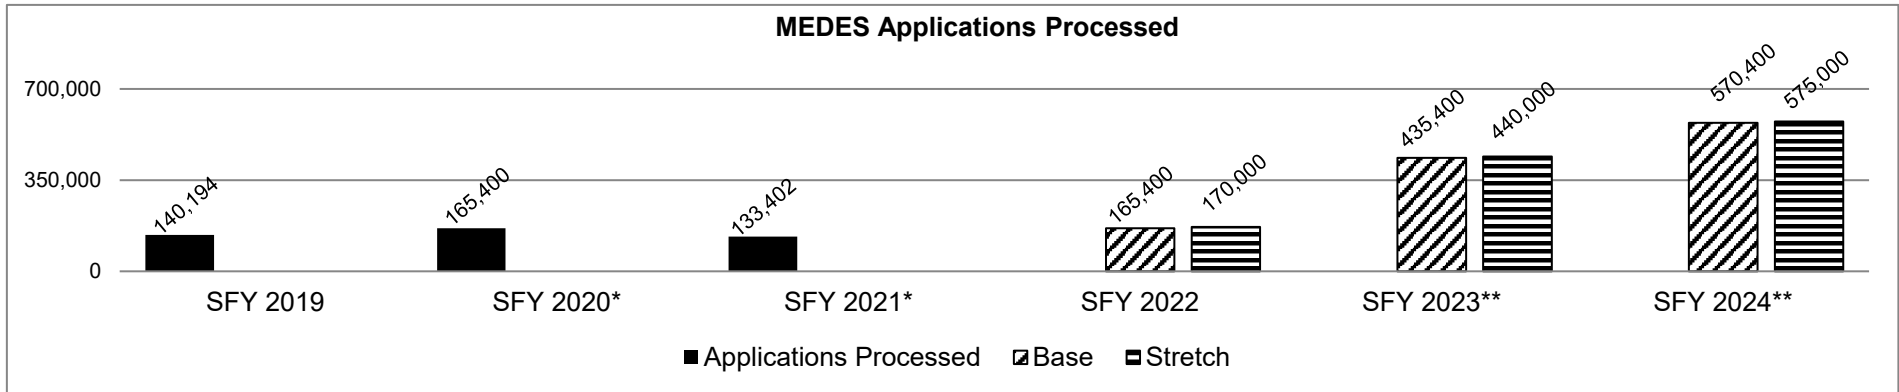 MEDES Applications Processed
700,000
350,000
0
140,194
165,400
133,402
165,400
170,000
435,400
440,000
570,400
575,000
SFY 2019
SFY 2020*
SFY 2021*
SFY 2022
SFY 2023**
SFY 2024**
Applications Processed
Base
Stretch